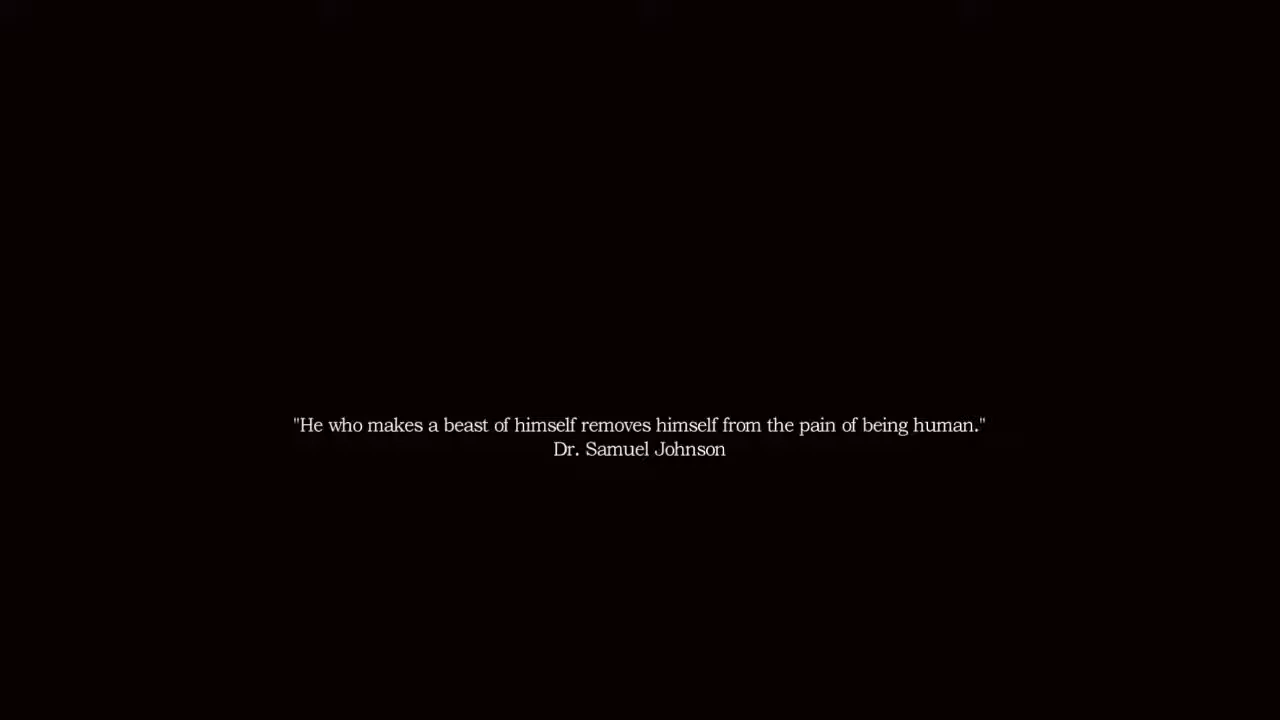 "He who makes a beast of himself removes himself from the pain of being human."
Dr. Samuel Johnson